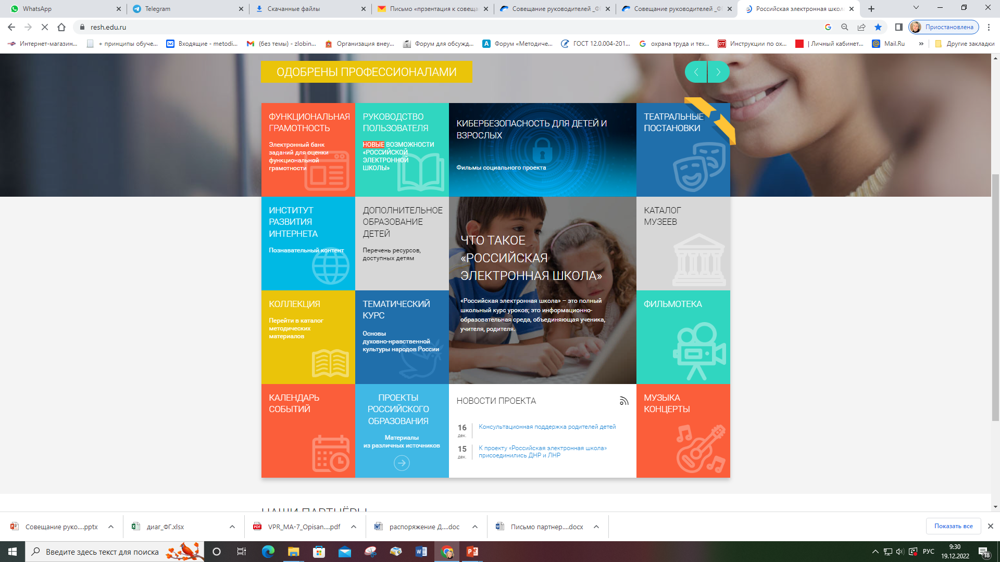 WhatsApp
Telegram
Скачанные файлы
Письмо «прзентация к совеща
Совещание руководителей _Ф
Совещание руководителей _Ф
Российская электронная школ
resh.edu.ru
Приостановлена
Интернет-магазин...
+ принципы обуче...
Входящие - metodi...
(без темы) - zlobin...
Организация внеу...
Форум для обсужд...
Форум «Методиче...
ГОСТ 12.0.004-201...
охрана труда и тех...
Инструкции по ох...
| Личный кабинет...
Mail.Ru
»
Другие закладки
ОДОБРЕНЫ ПРОФЕССИОНАЛАМИ
ФУНКЦИОНАЛЬНАЯ
ГРАМОТНОСТЬ
Электронный банк
заданий для оценки
функциональной
грамотности
РУКОВОДСТВО
ПОЛЬЗОВАТЕЛЯ
НОВЫЕ ВОЗМОЖНОСТИ
«РОССИЙСКОЙ
ЭЛЕКТРОННОЙ
ШКОЛЫ»
КИБЕРБЕЗОПАСНОСТЬ ДЛЯ ДЕТЕЙ И
ВЗРОСЛЫХ
Фильмы социального проекта
ТЕАТРАЛЬНЫЕ
ПОСТАНОВКИ
ИНСТИТУТ
РАЗВИТИЯ
ИНТЕРНЕТА
Познавательный контент
ДОПОЛНИТЕЛЬНОЕ
ОБРАЗОВАНИЕ
ДЕТЕЙ
Перечень ресурсов,
доступных детям
ЧТО ТАКОЕ
«РОССИЙСКАЯ
ЭЛЕКТРОННАЯ ШКОЛА»
«Российская электронная школа» – это полный
школьный курс уроков; это информационно-
образовательная среда, объединяющая ученика,
учителя, родителя.
КАТАЛОГ
МУЗЕЕВ
КОЛЛЕКЦИЯ
Перейти в каталог
методических
материалов
ТЕМАТИЧЕСКИЙ
КУРС
Основы
духовно-нравственной
культуры народов России
ФИЛЬМОТЕКА
КАЛЕНДАРЬ
СОБЫТИЙ
ПРОЕКТЫ
РОССИЙСКОГО
ОБРАЗОВАНИЯ
Материалы
из различных источников
НОВОСТИ ПРОЕКТА
16
дек.
Консультационная поддержка родителей детей
15
дек.
К проекту «Российская электронная школа»
присоединились ДНР и ЛНР
МУЗЫКА
КОНЦЕРТЫ
НАШИ ПАРТНЁРЫ
Совещание руко....pptx
диаг_ФГ.xlsx
VPR_MA-7_Opisan....pdf
распоряжение Д....doc
Письмо партнер....docx
Показать все
Введите здесь текст для поиска
РУС
9:30
19.12.2022
18